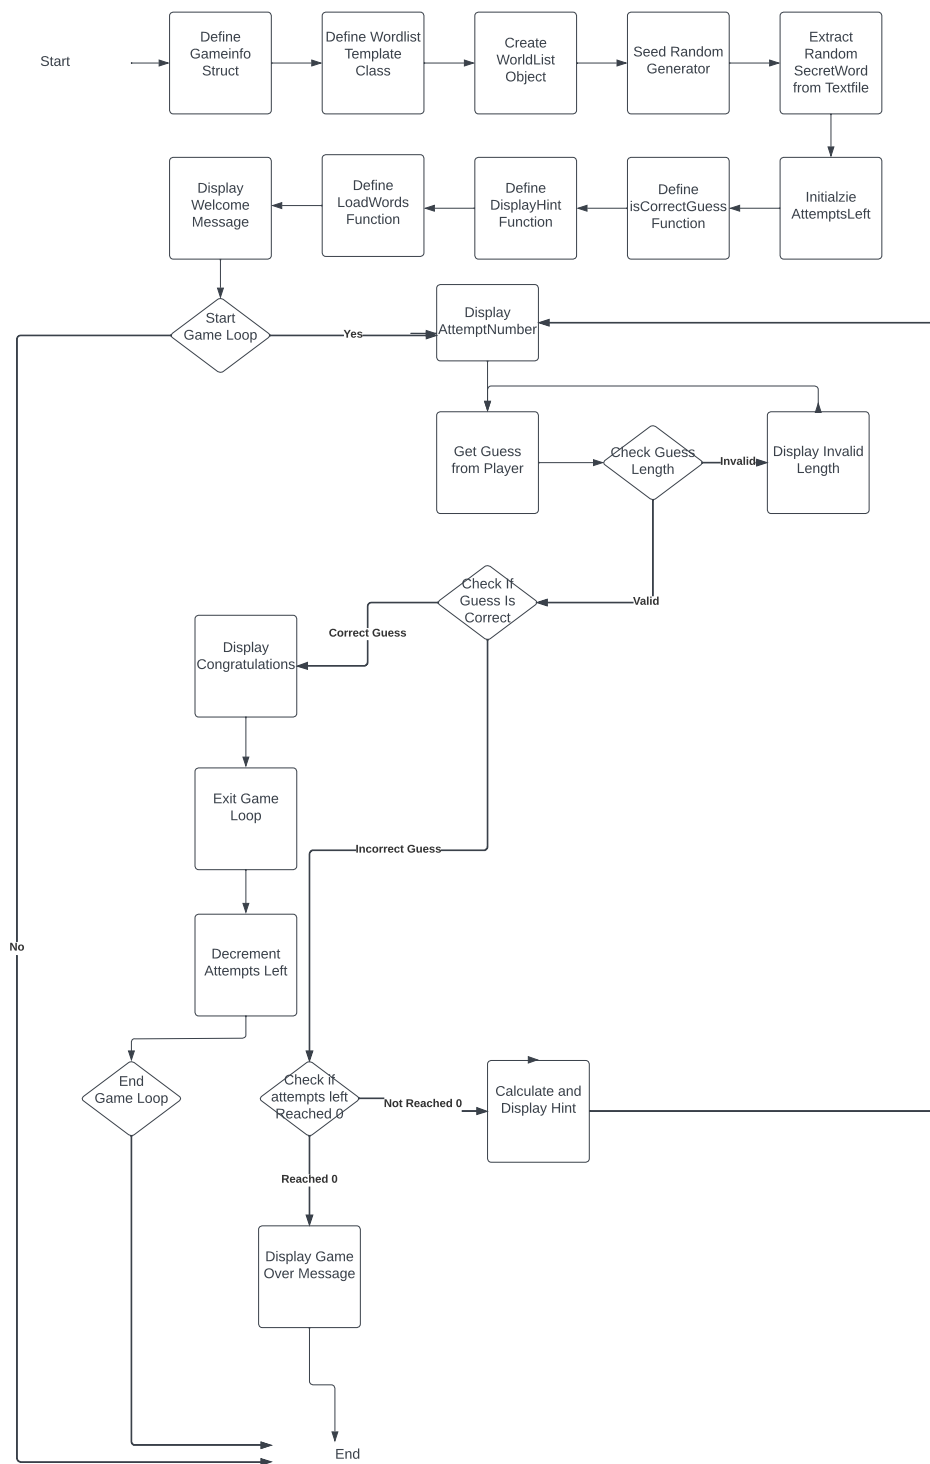 Start
Define
Gameinfo
Struct
Define Wordlist
Template
Class
Create
WorldList
Object
Seed Random
Generator
Extract
Random
SecretWord
from Textfile
Display
Welcome
Message
Define
LoadWords
Function
Define
DisplayHint
Function
Define
isCorrectGuess
Function
Initialzie
AttemptsLeft
Start
Game Loop
Yes
Display
AttemptNumber
Get Guess
from Player
Check Guess
Length
Invalid
Display Invalid
Length
Valid
Check If
Guess Is
Correct
Correct Guess
Display
Congratulations
Exit Game
Loop
Incorrect Guess
No
Decrement
Attempts Left
End
Game Loop
Check if
attempts left
Reached 0
Not Reached 0
Calculate and
Display Hint
Reached 0
Display Game
Over Message
End